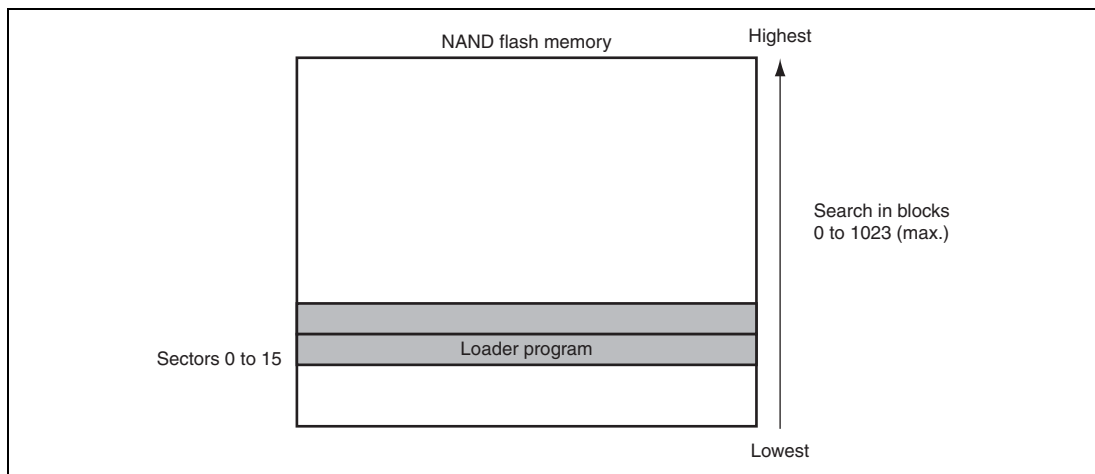 NAND flash memory
Highest
Search in blocks
0 to 1023 (max.)
Sectors 0 to 15
Loader program
Lowest